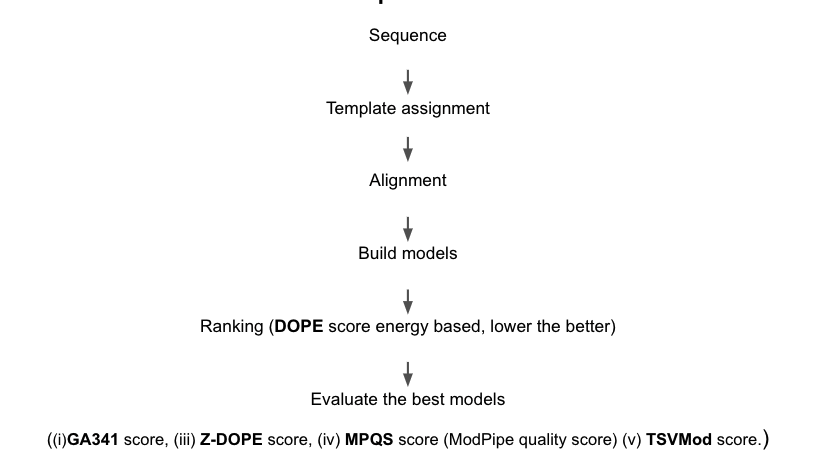 Sequence
Template assignment
Alignment
Build models
Ranking (DOPE score energy based, lower the better)
Evaluate the best models
((i)GA341 score, (iii) Z-DOPE score, (iv) MPQS score (ModPipe quality score) (v) TSVMod score.)